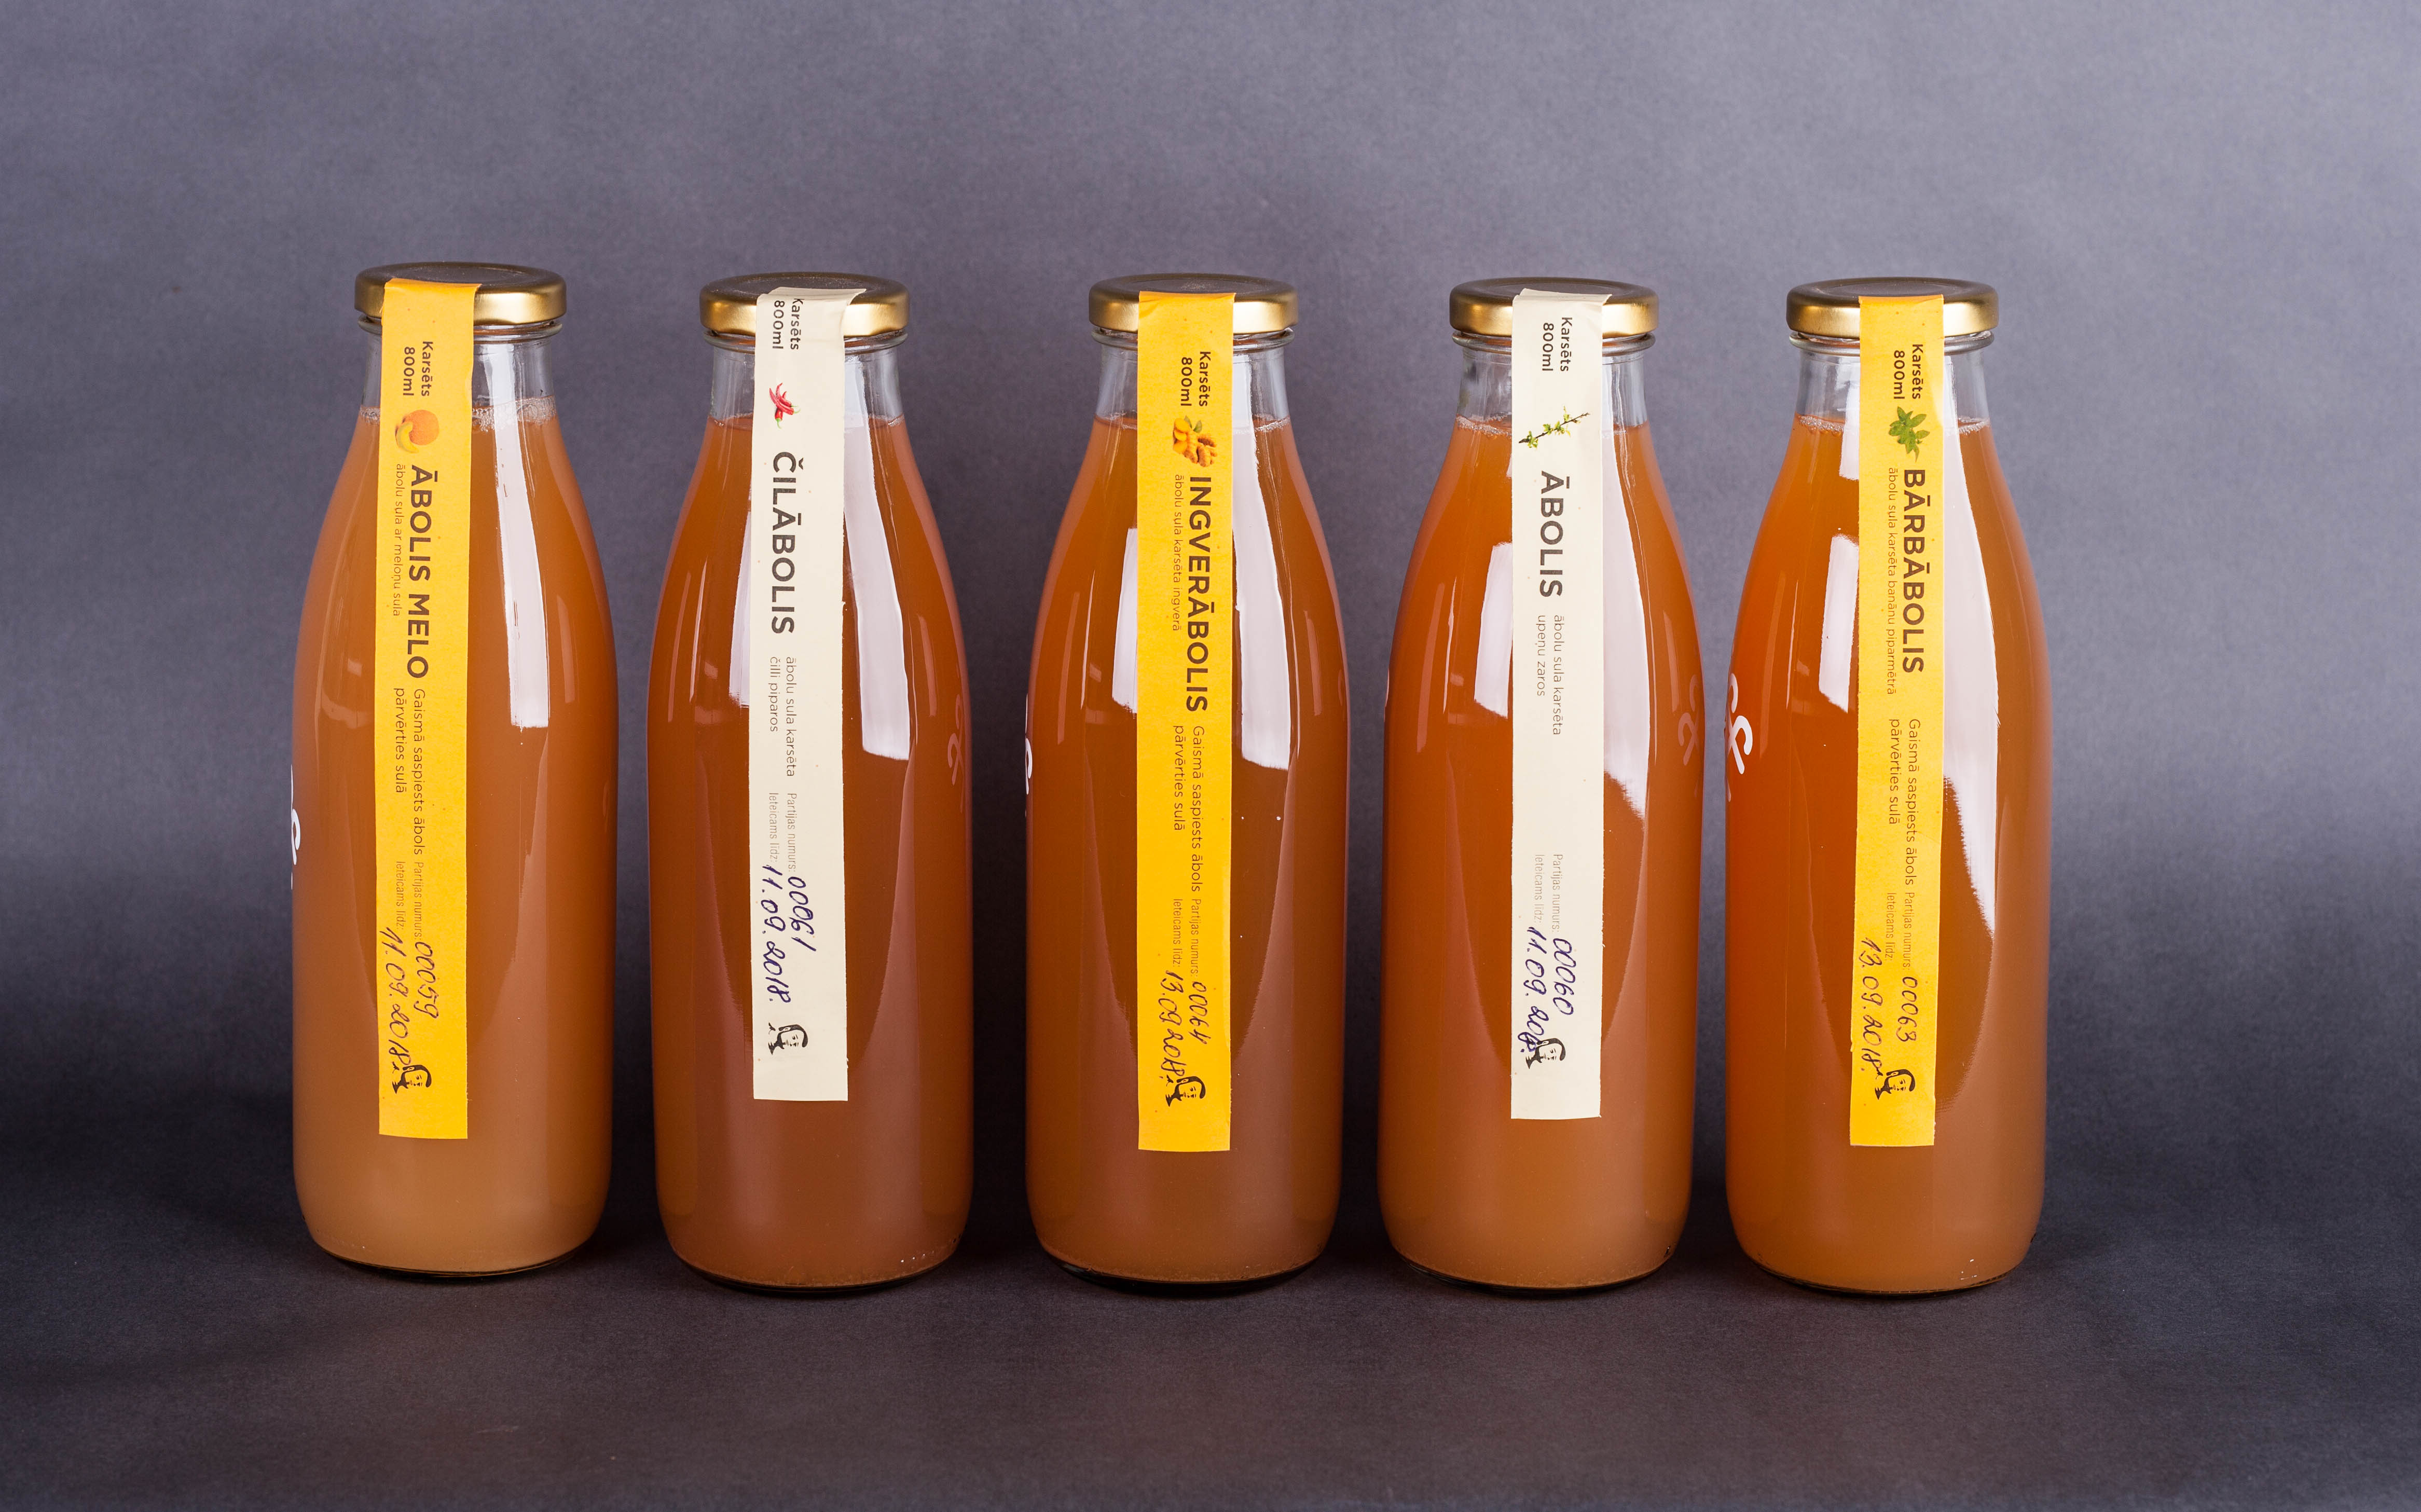 Karsēts
800ml
ĀBOLIS MELO
ābolu sula ar meloņu sula
Gaismā saspiests ābols
pārvērties sulā
Partijas numurs: 00059
Ieteicams līdz: 11.09.2018.
Karsēts
800ml
ČILĀBOLIS
ābolu sula karsēta
čilli piparos
Partijas numurs: 00061
Ieteicams līdz: 11.09.2018.
Karsēts
800ml
INGVERĀBOLIS
ābolu sula karsēta ingverā
Gaismā saspiests ābols
pārvērties sulā
Partijas numurs: 00064
Ieteicams līdz: 13.09.2018.
Karsēts
800ml
ĀBOLIS
ābolu sula karsēta
upeņu zaros
Partijas numurs: 00060
Ieteicams līdz: 11.09.2018.
Karsēts
800ml
BĀRBĀBOLIS
ābolu sula karsēta banānu piparmētrā
Gaismā saspiests ābols
pārvērties sulā
Partijas numurs: 00063
Ieteicams līdz: 13.09.2018.